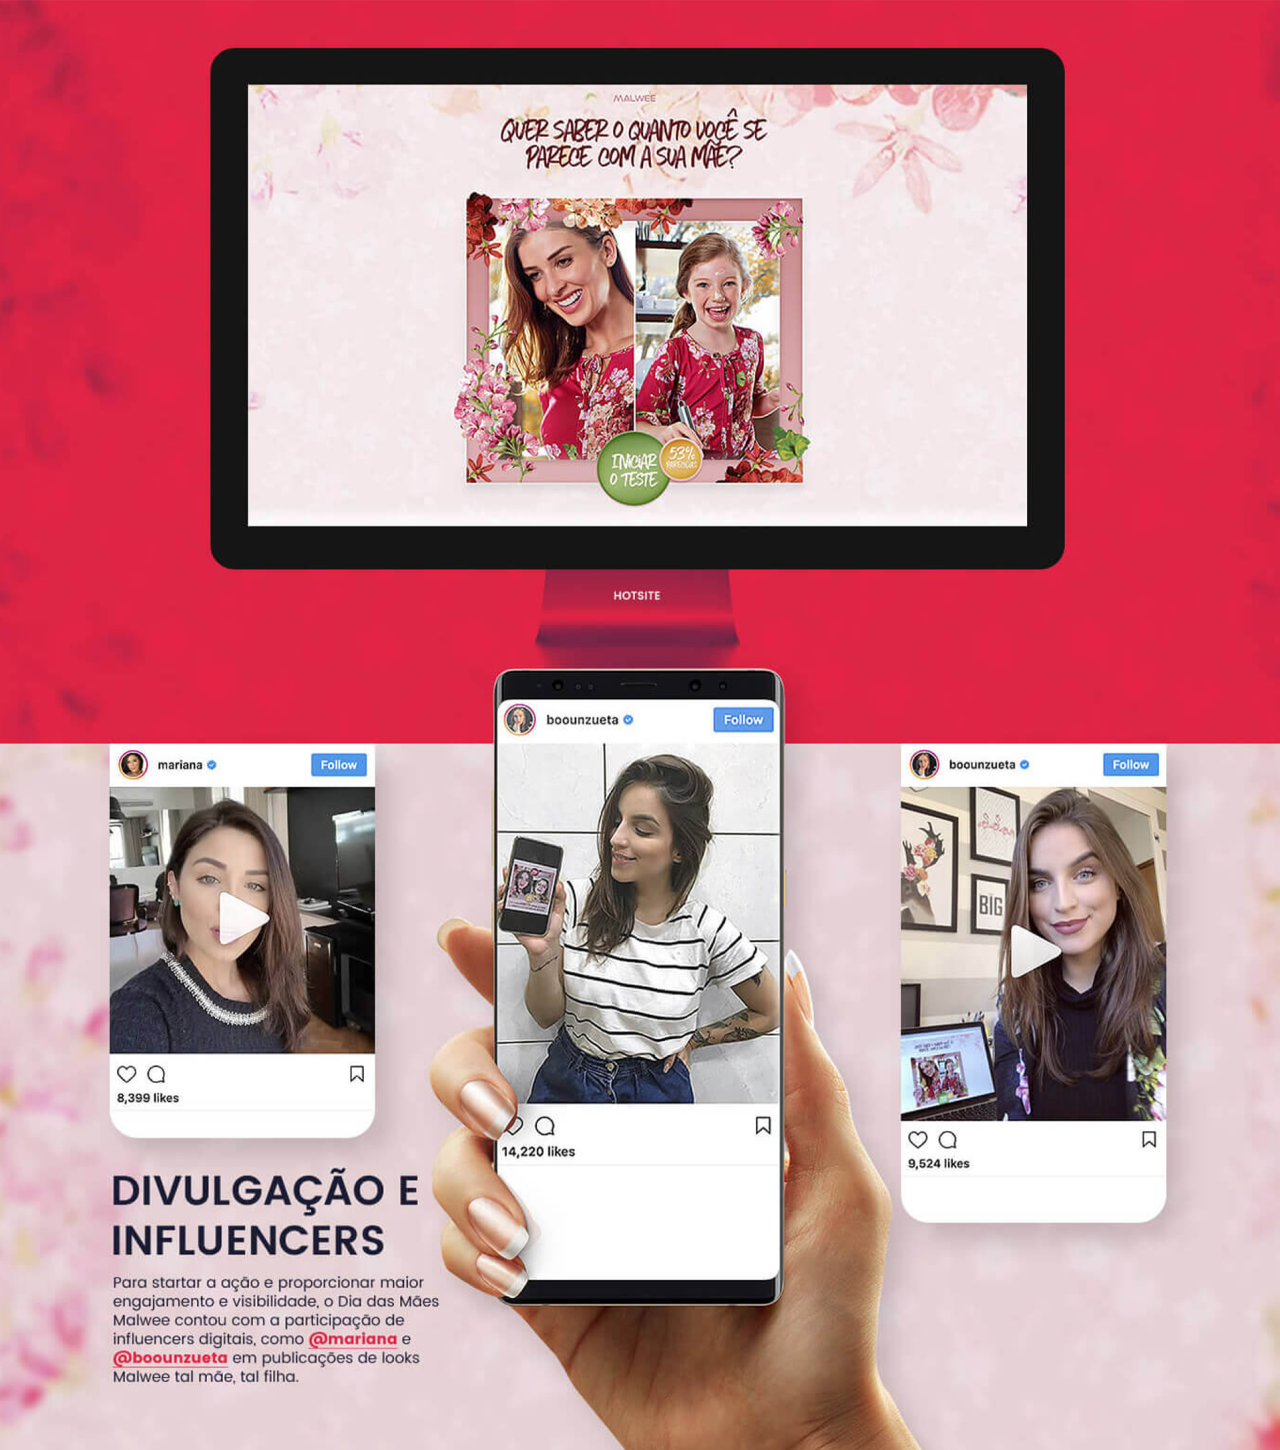 MALWEE
QUER SABER O QUANTO VOCÊ SE
PARECE COM A SUA MÃE?
INICIAR
O TESTE
53%
HOTSITE
boounzueta
Follow
mariana
Follow
8,399 likes
14,220 likes
boounzueta
Follow
BIG
9,524 likes
DIVULGAÇÃO E
INFLUENCERS
Para startar a ação e proporcionar maior
engajamento e visibilidade, o Dia das Mães
Malwee contou com a participação de
influencers digitais, como @mariana e
@boounzueta em publicações de looks
Malwee tal mãe, tal filha.